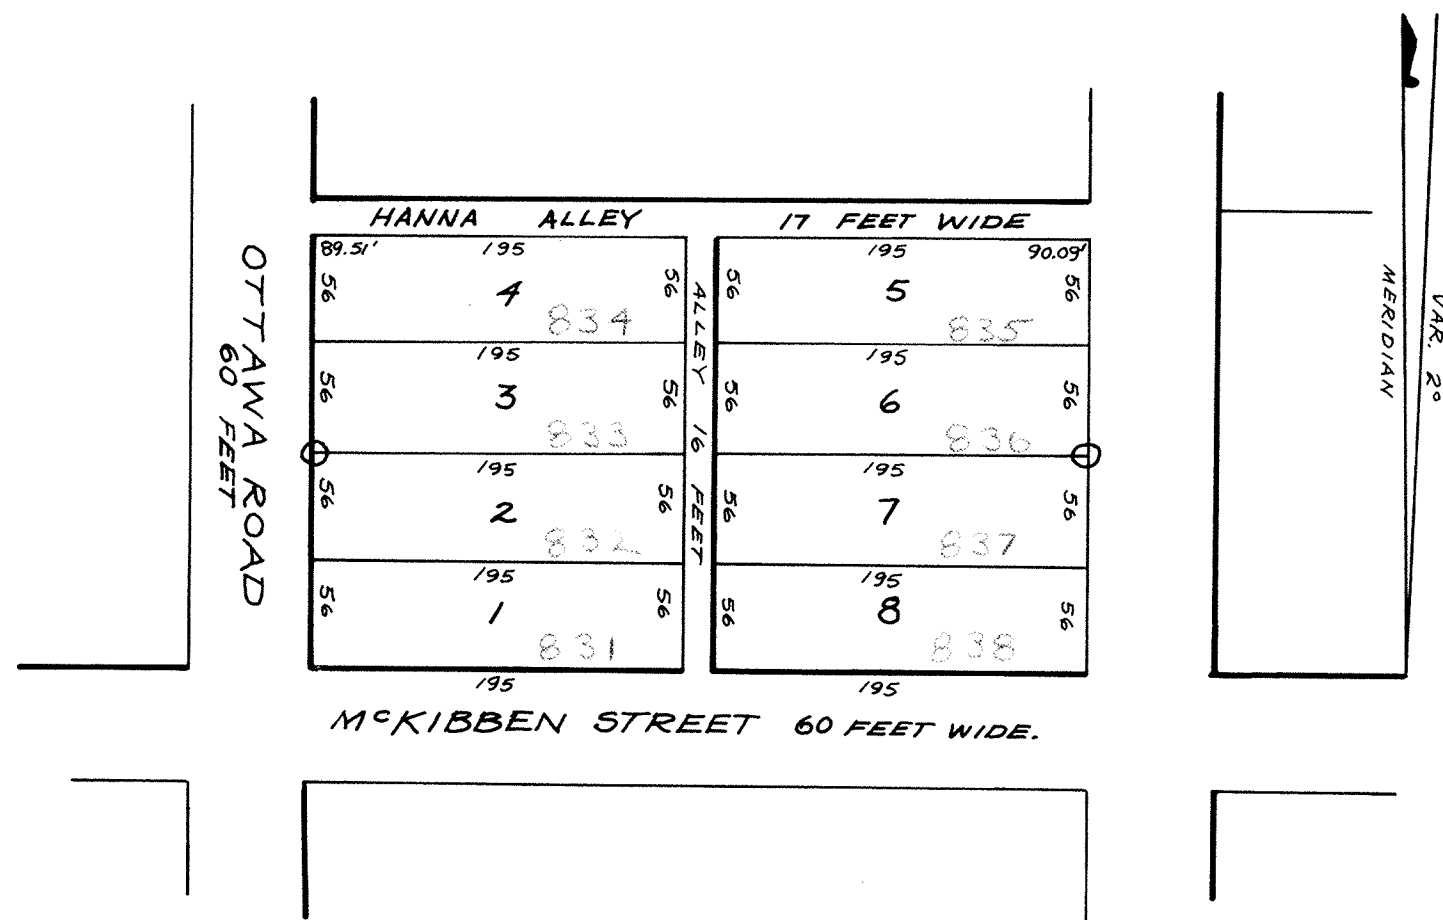 HANNA ALLEY 17 FEET WIDE
89.51' 195 195 90.09'
56 4 56 56 5 56
834 835
195 195
56 3 56 56 6 56
833 836
195 195
56 2 56 56 7 56
832 837
195 195
56 1 56 56 8 56
831 838
195 195
ALLEY 16 FEET
OTTAWA ROAD
60 FEET
McKIBBEN STREET 60 FEET WIDE.
MERIDIAN
VAR. 2°